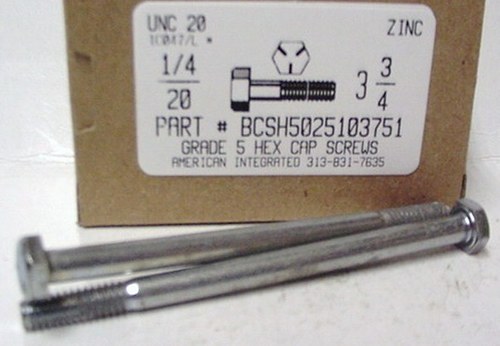 UNC 20
ZINC
1C047/L *
1/4
20
3 3/4
PART # BCSH5025103751
GRADE 5 HEX CAP SCREWS
AMERICAN INTEGRATED 313-831-7635